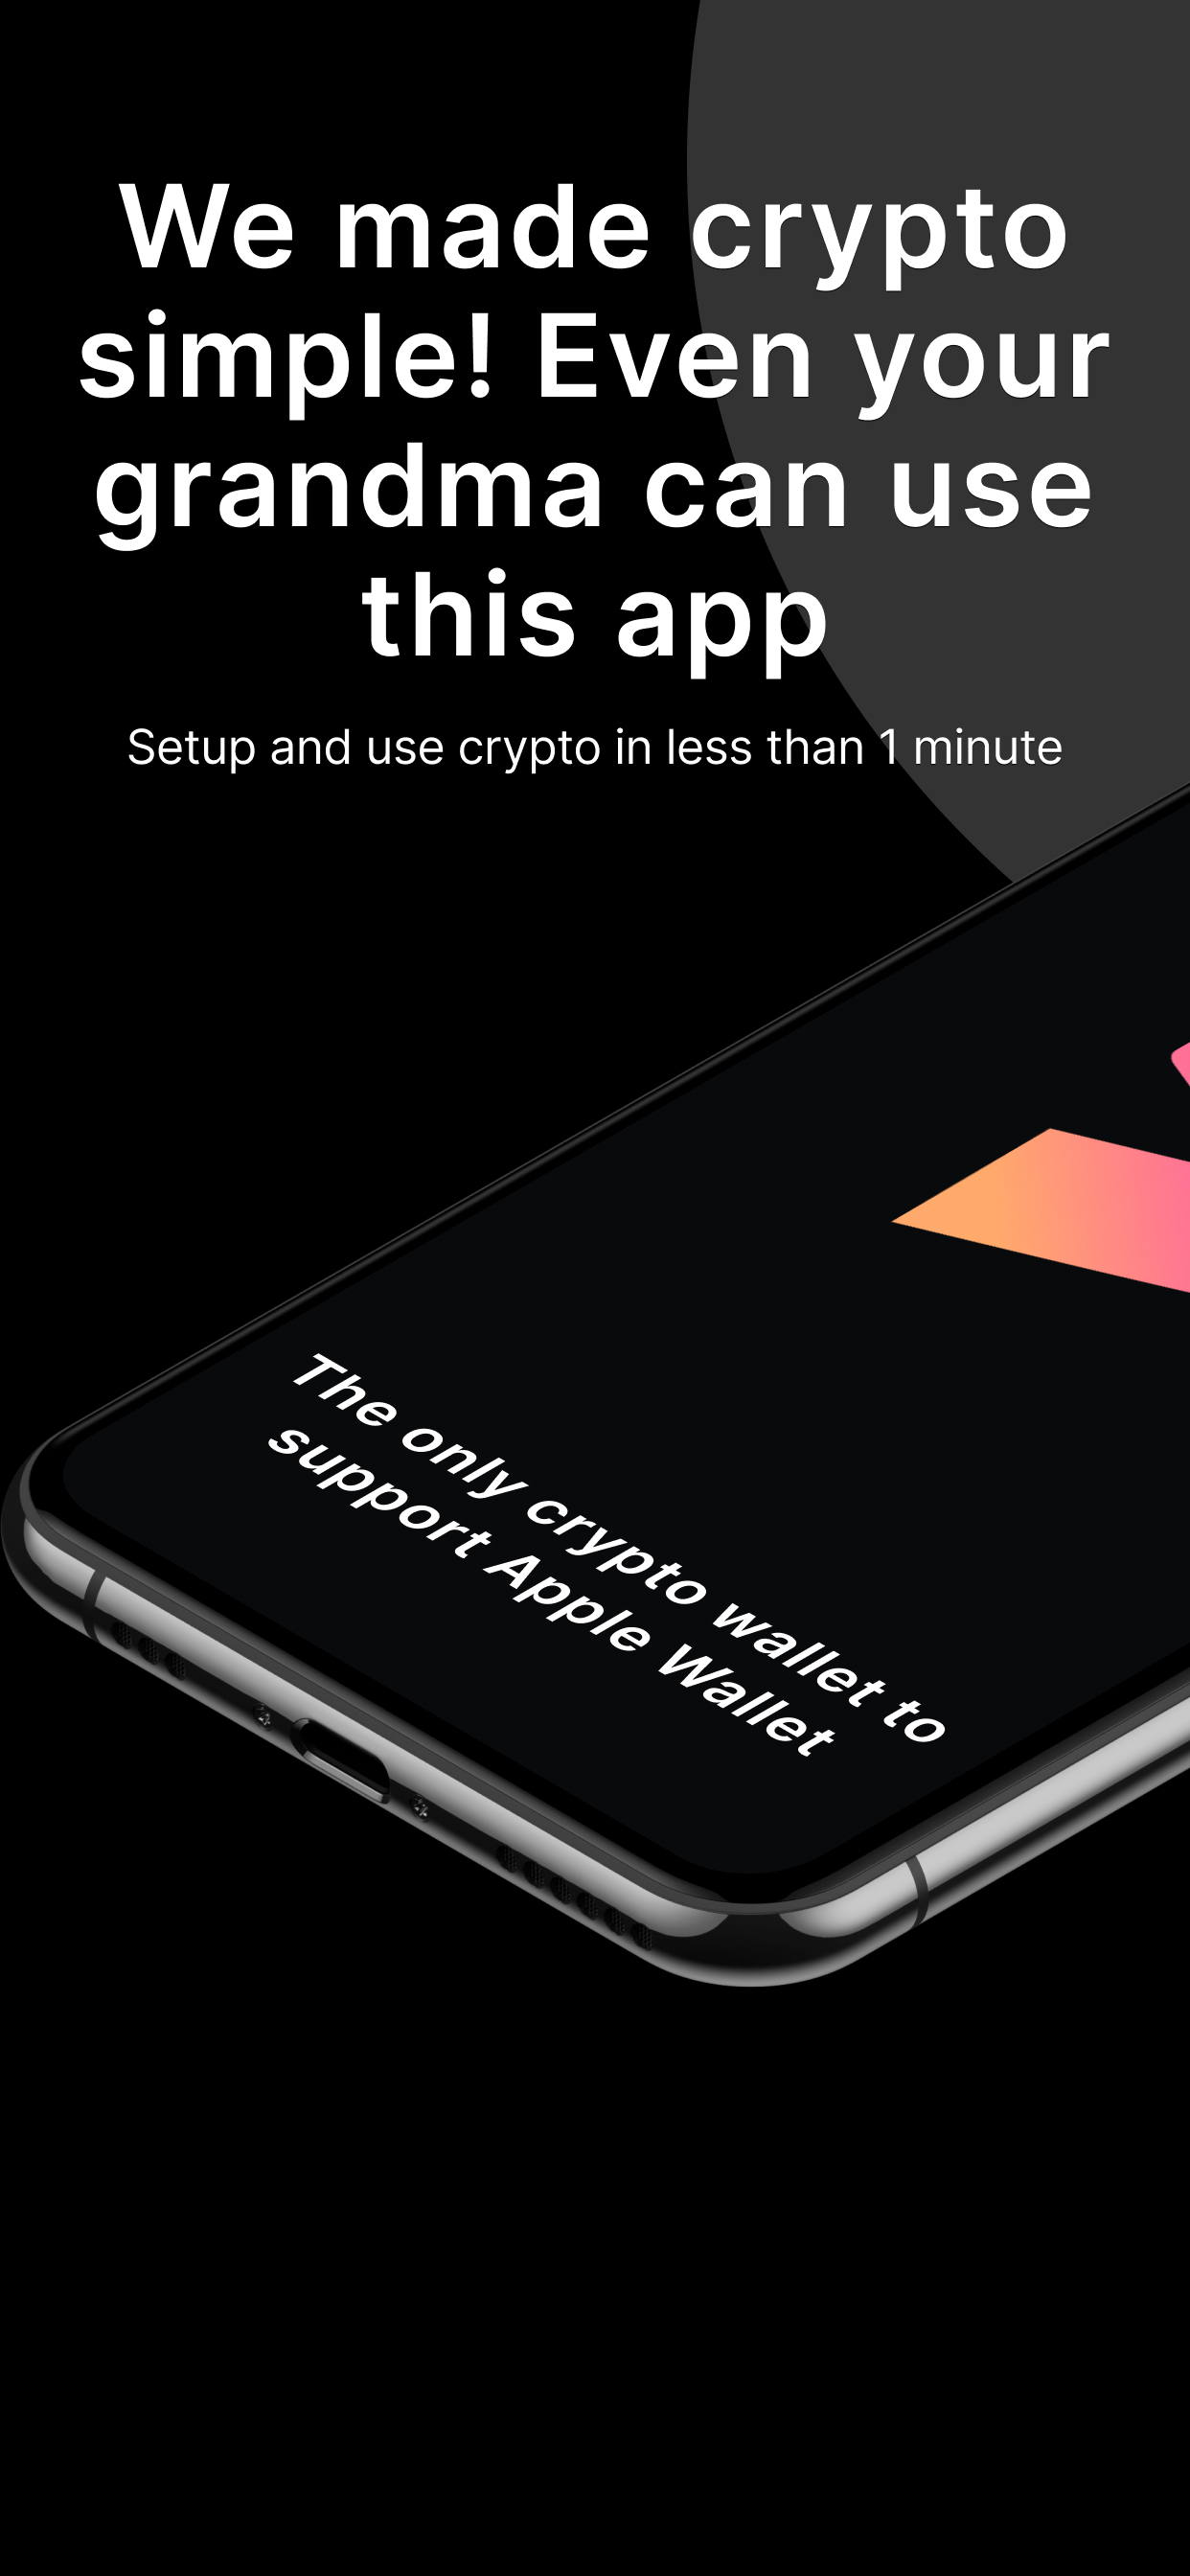 We made crypto
simple! Even your
grandma can use
this app
Setup and use crypto in less than 1 minute
The only crypto wallet to
support Apple Wallet